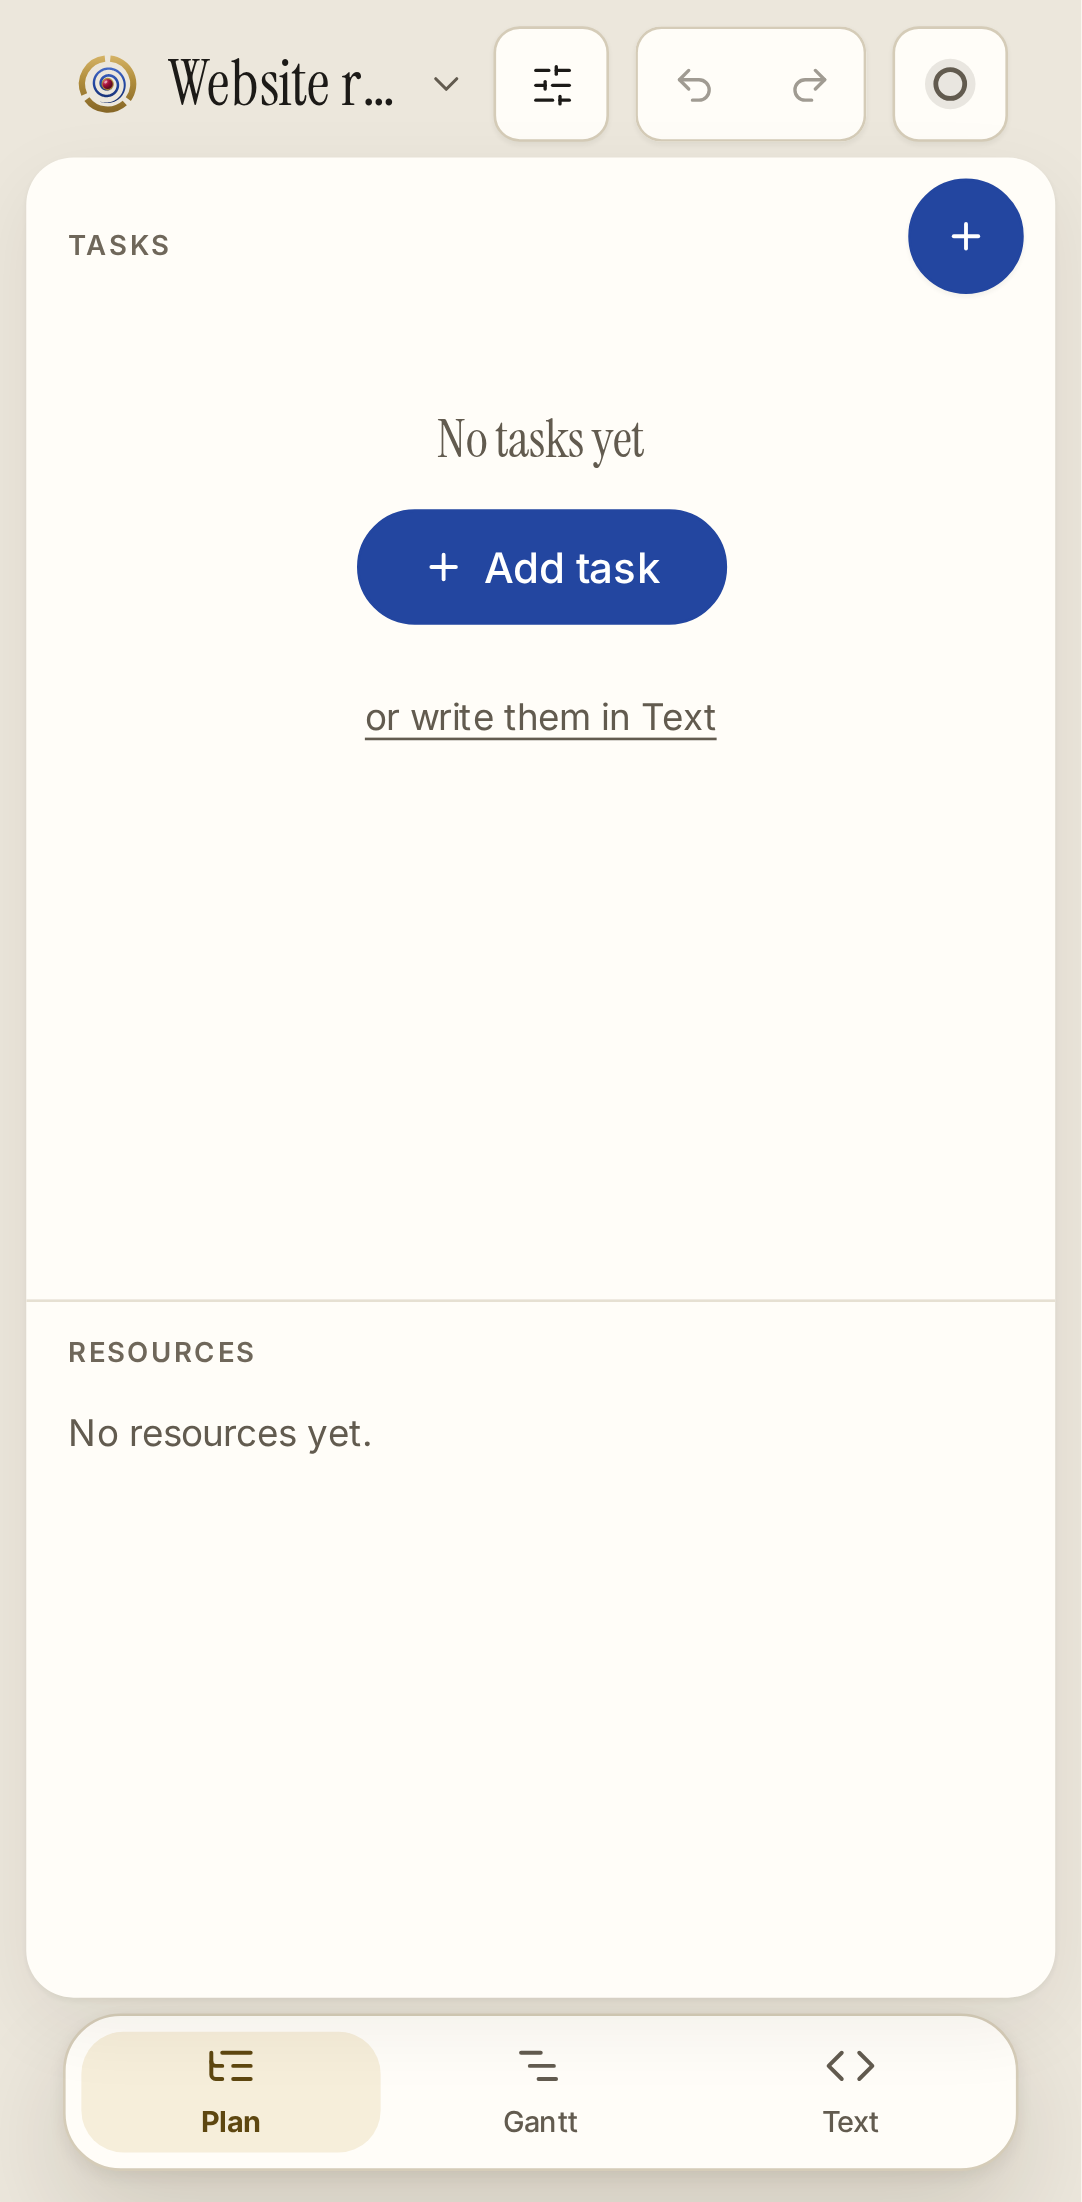 Website r...
TASKS
No tasks yet
Add task
or write them in Text
RESOURCES
No resources yet.
Plan
Gantt
Text